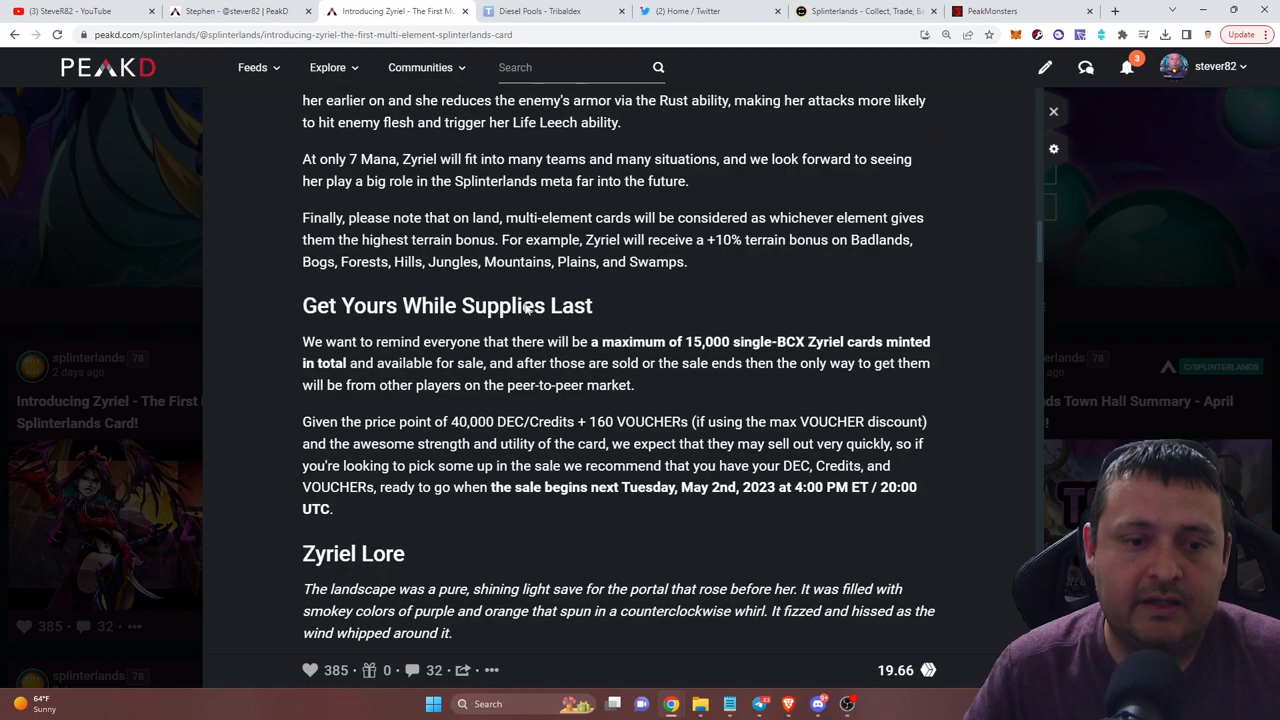 (3) SteveR82 - YouTube
Stephen - @stever82 | PeakD
Introducing Zyriel - The First Mu
Diesel Pools - Tribaldex
(2) Home / Twitter
Splinterlands - Collect, Trade, B
PeakMonsters
peakd.com/splinterlands/@splinterlands/introducing-zyriel-the-first-multi-element-splinterlands-card
Update
PEAKD
Feeds
Explore
Communities
Search
3
stever82
her earlier on and she reduces the enemy's armor via the Rust ability, making her attacks more likely
to hit enemy flesh and trigger her Life Leech ability.
At only 7 Mana, Zyriel will fit into many teams and many situations, and we look forward to seeing
her play a big role in the Splinterlands meta far into the future.
Finally, please note that on land, multi-element cards will be considered as whichever element gives
them the highest terrain bonus. For example, Zyriel will receive a +10% terrain bonus on Badlands,
Bogs, Forests, Hills, Jungles, Mountains, Plains, and Swamps.
Get Yours While Supplies Last
We want to remind everyone that there will be a maximum of 15,000 single-BCX Zyriel cards minted
in total and available for sale, and after those are sold or the sale ends then the only way to get them
will be from other players on the peer-to-peer market.
Given the price point of 40,000 DEC/Credits + 160 VOUCHERs (if using the max VOUCHER discount)
and the awesome strength and utility of the card, we expect that they may sell out very quickly, so if
you're looking to pick some up in the sale we recommend that you have your DEC, Credits, and
VOUCHERs, ready to go when the sale begins next Tuesday, May 2nd, 2023 at 4:00 PM ET / 20:00
UTC.
Zyriel Lore
The landscape was a pure, shining light save for the portal that rose before her. It was filled with
smokey colors of purple and orange that spun in a counterclockwise whirl. It fizzed and hissed as the
wind whipped around it.
385
0
32
19.66
splinterlands 78
2 days ago
Introducing Zyriel - The First
Splinterlands Card!
385
32
splinterlands 78
rlands 78
C/SPLINTERLANDS
ds Town Hall Summary - April
64°F
Sunny
Search